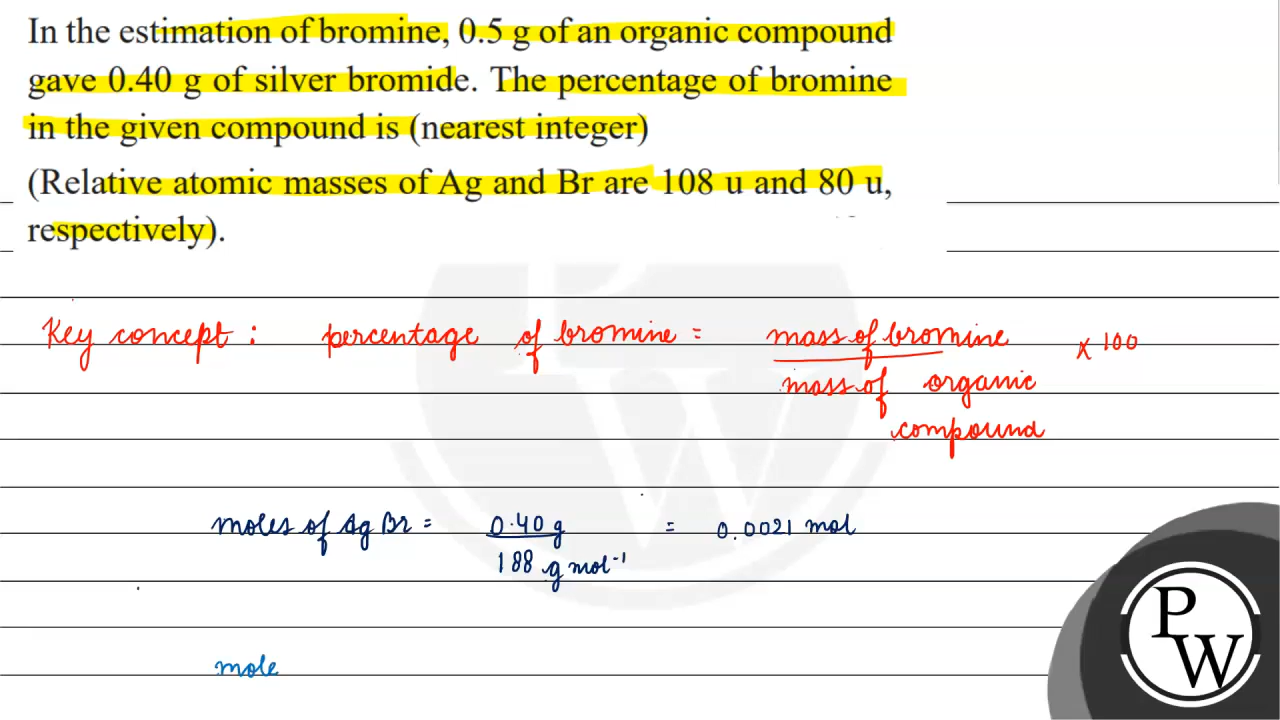 In the estimation of bromine, 0.5 g of an organic compound
gave 0.40 g of silver bromide. The percentage of bromine
in the given compound is (nearest integer)
(Relative atomic masses of Ag and Br are 108 u and 80 u,
respectively).
Key concept : percentage of bromine = mass of bromine × 100
mass of organic
compound
moles of Ag Br = 0.40 g = 0.0021 mol
188 g mol⁻¹
mole
P
W